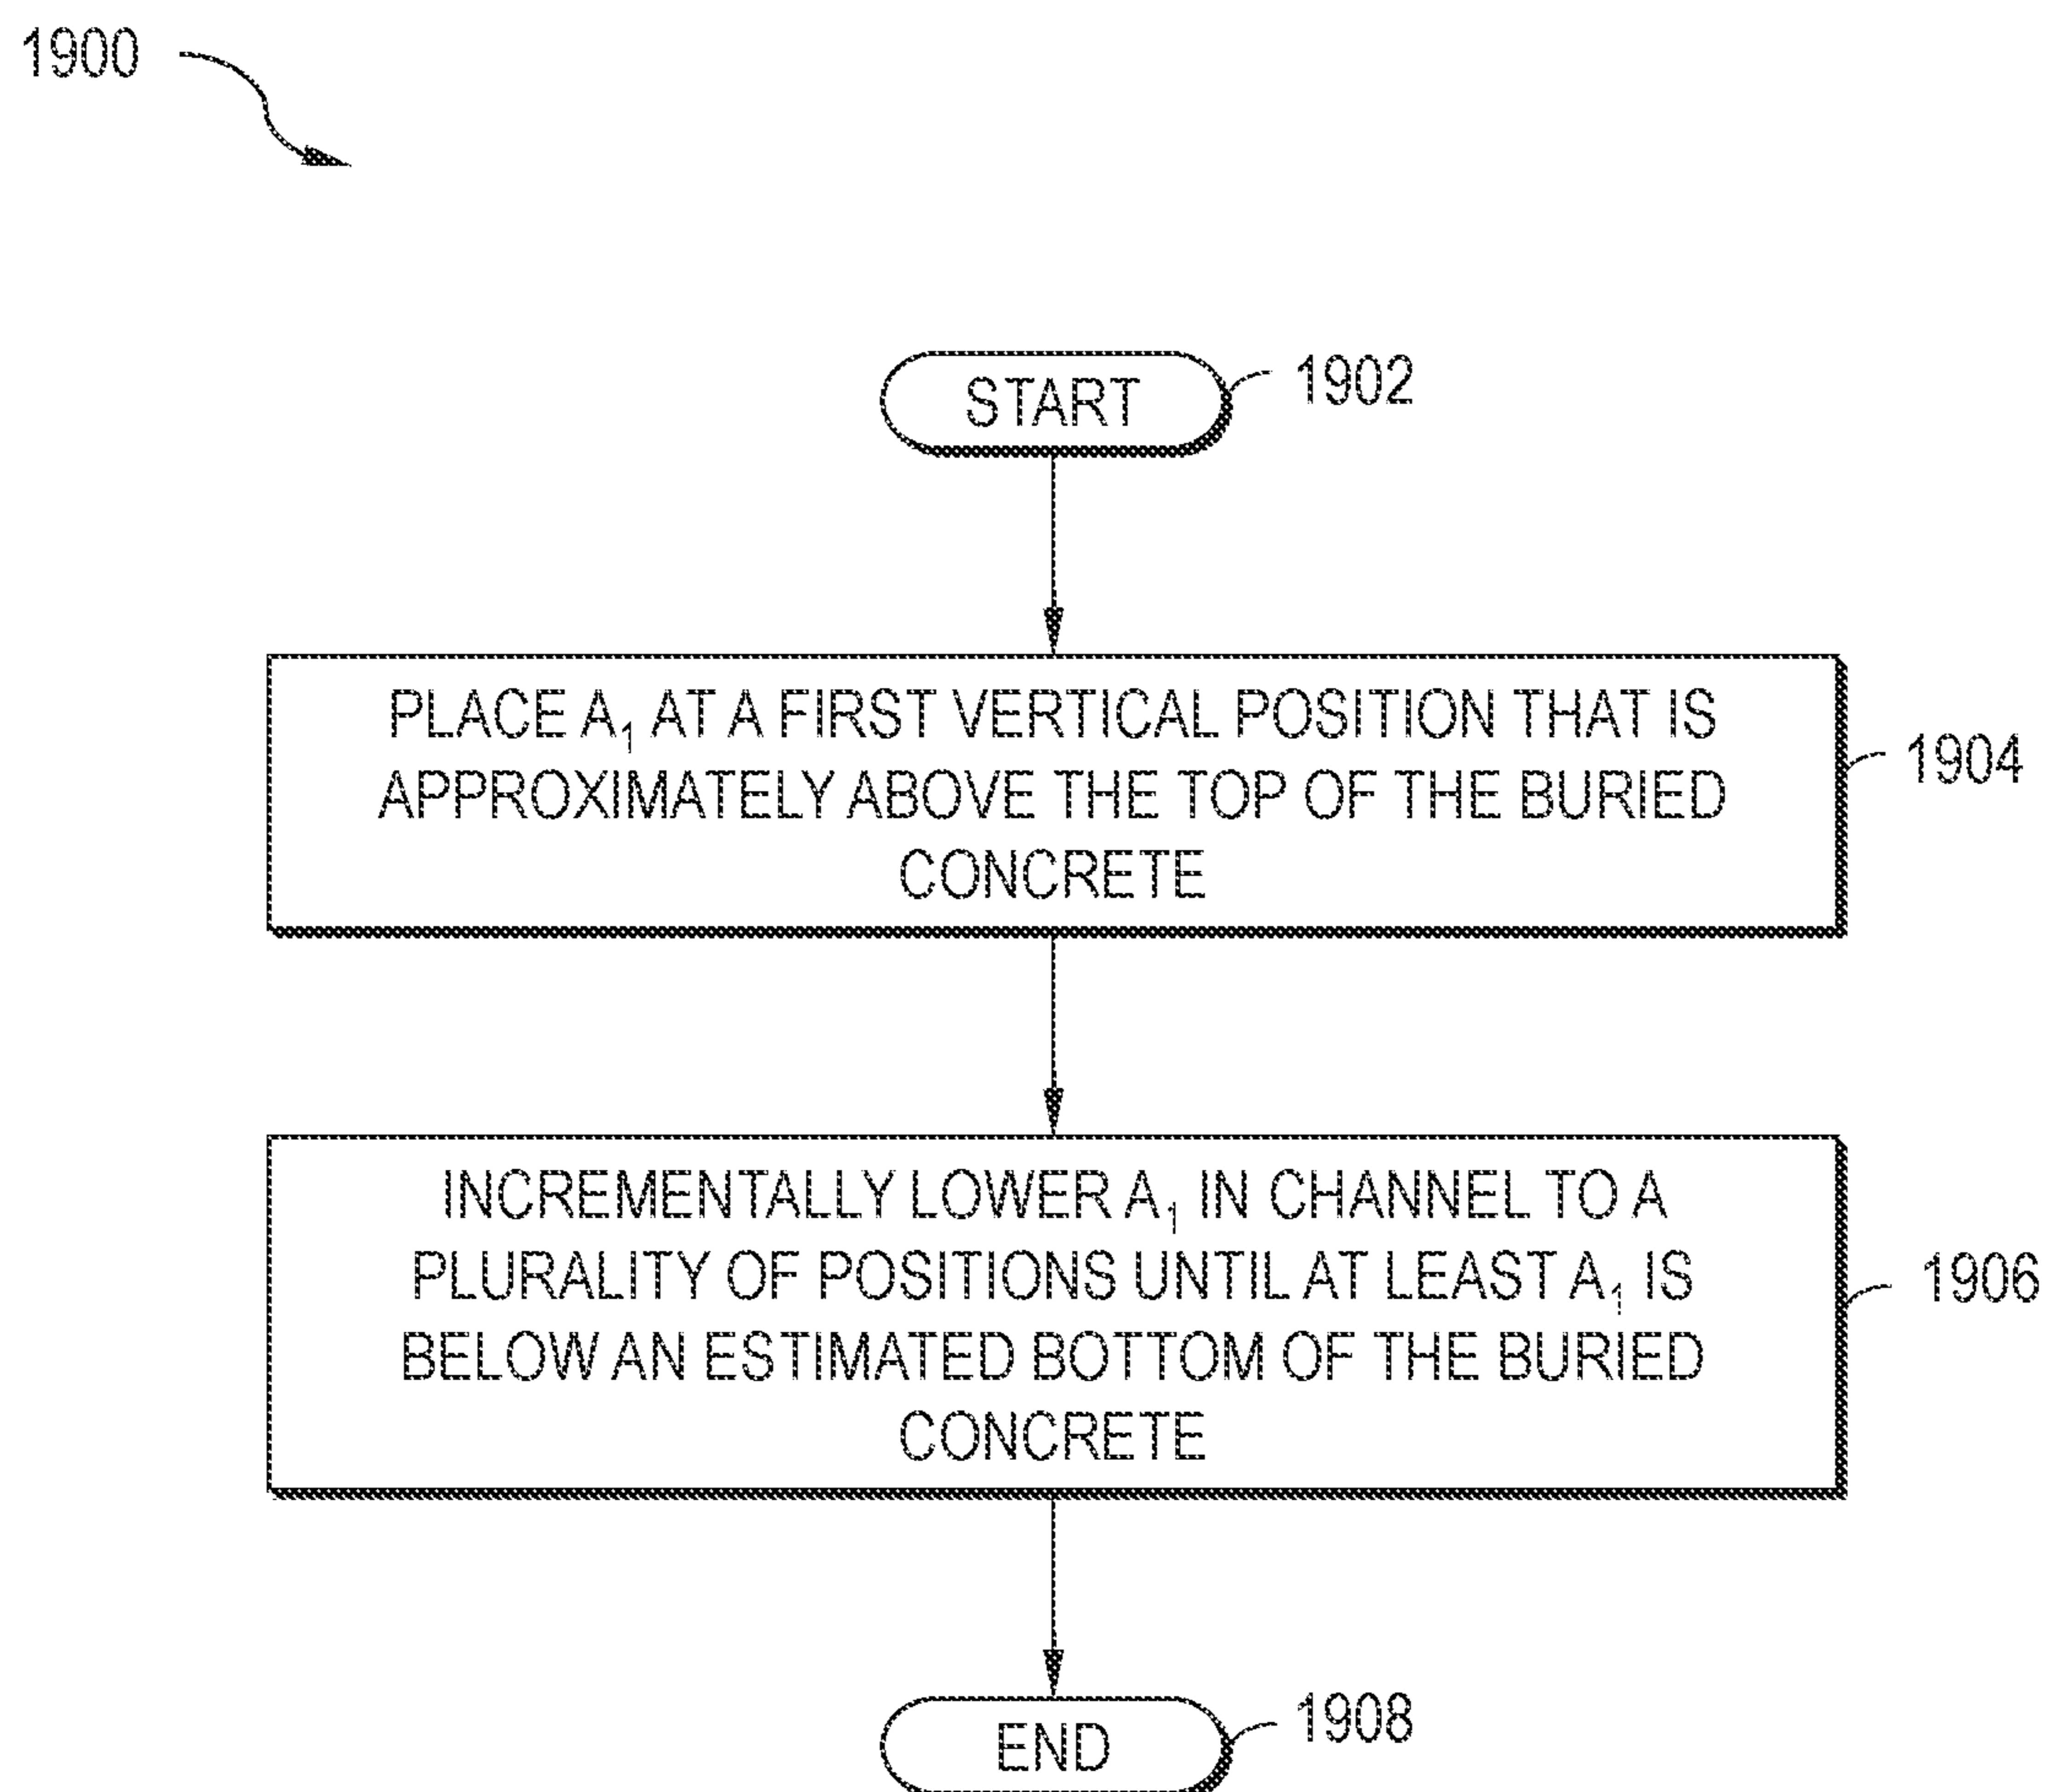 1900
START
1902
PLACE A₁ AT A FIRST VERTICAL POSITION THAT IS
APPROXIMATELY ABOVE THE TOP OF THE BURIED
CONCRETE
1904
INCREMENTALLY LOWER A₁ IN CHANNEL TO A
PLURALITY OF POSITIONS UNTIL AT LEAST A₁ IS
BELOW AN ESTIMATED BOTTOM OF THE BURIED
CONCRETE
1906
END
1908